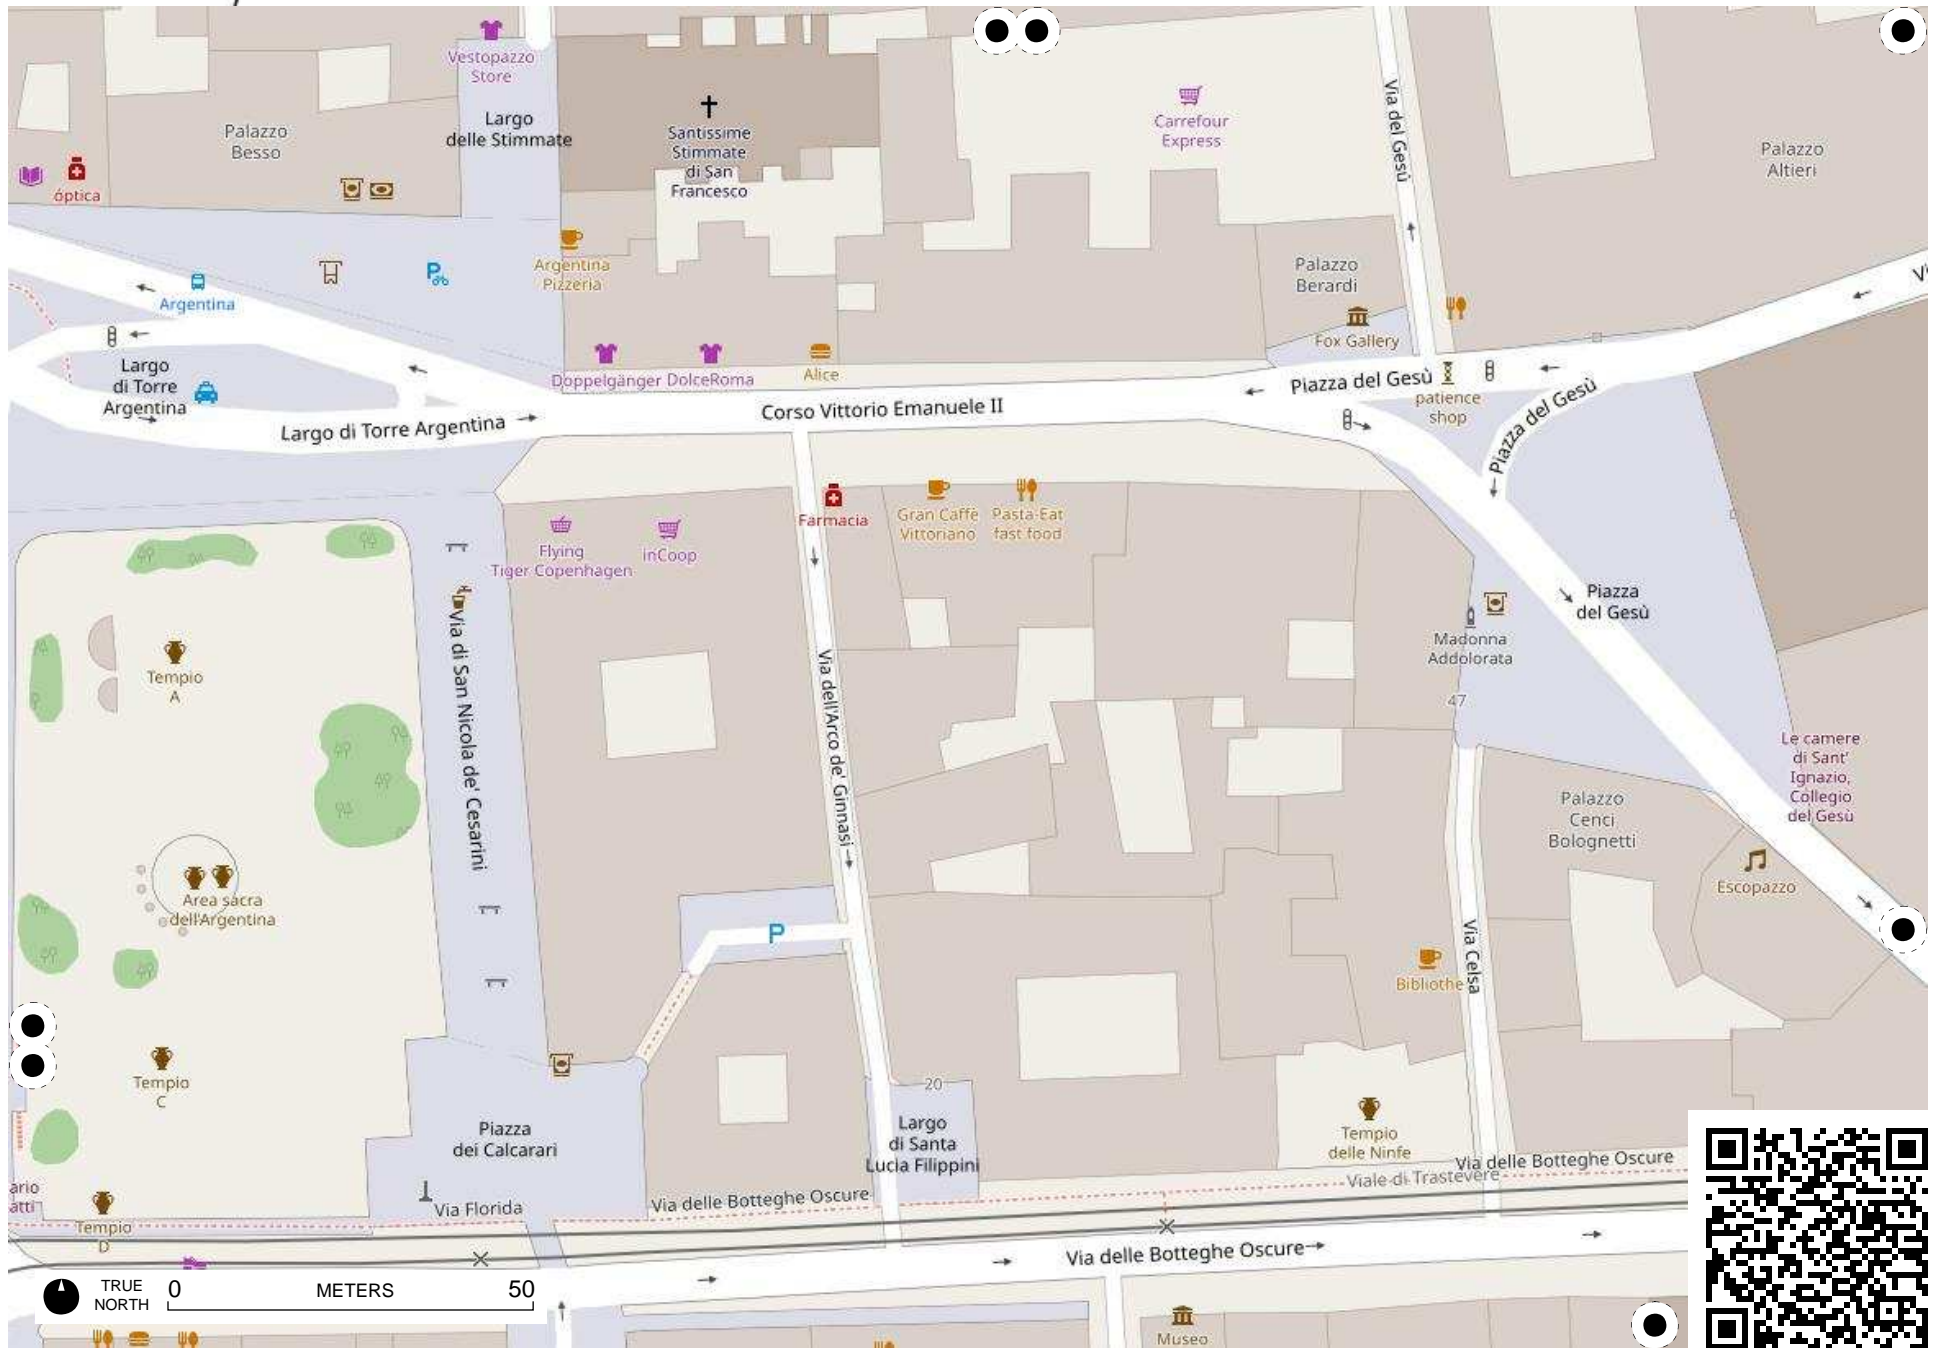 Vestopazzo
Store
Largo
delle Stimmate
Palazzo
Besso
óptica
Santissime
Stimmate
di San
Francesco
Carrefour
Express
Via del Gesù
Palazzo
Altieri
Argentina
Pizzeria
Argentina
Palazzo
Berardi
Fox Gallery
Largo
di Torre
Argentina
Doppelgänger
DolceRoma
Alice
Largo di Torre Argentina
Corso Vittorio Emanuele II
Piazza del Gesù
patience
shop
Piazza del Gesù
Flying
Tiger Copenhagen
inCoop
Farmacia
Gran Caffè
Vittoriano
Pasta-Eat
fast food
Piazza
del Gesù
Madonna
Addolorata
47
Tempio
A
Via di San Nicola de' Cesarini
Via dell'Arco de' Ginnasi
Le camere
di Sant'
Ignazio,
Collegio
del Gesù
Palazzo
Cenci
Bolognetti
Escopazzo
Area sacra
dell'Argentina
P
Via Celsa
Bibliothe
Tempio
C
20
Piazza
dei Calcarari
Largo
di Santa
Lucia Filippini
Tempio
delle Ninfe
Via delle Botteghe Oscure
Viale di Trastevere
ario
atti
Via Florida
Via delle Botteghe Oscure
Tempio
D
Via delle Botteghe Oscure
TRUE
NORTH
0 METERS 50
Museo